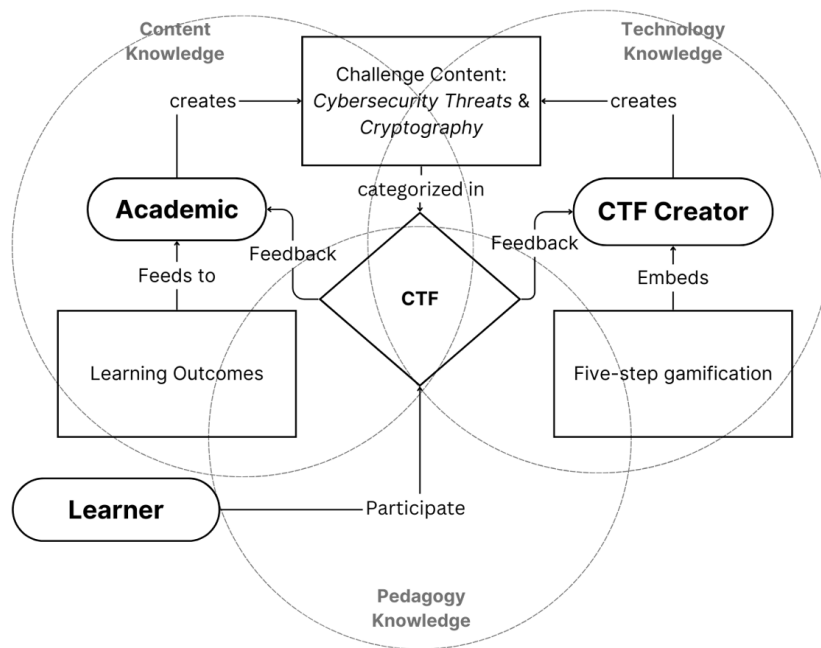 Content
Knowledge
Technology
Knowledge
Challenge Content:
Cybersecurity Threats &
Cryptography
creates
creates
categorized in
Academic
CTF Creator
Feedback
Feedback
Feeds to
Embeds
CTF
Learning Outcomes
Five-step gamification
Learner
Participate
Pedagogy
Knowledge